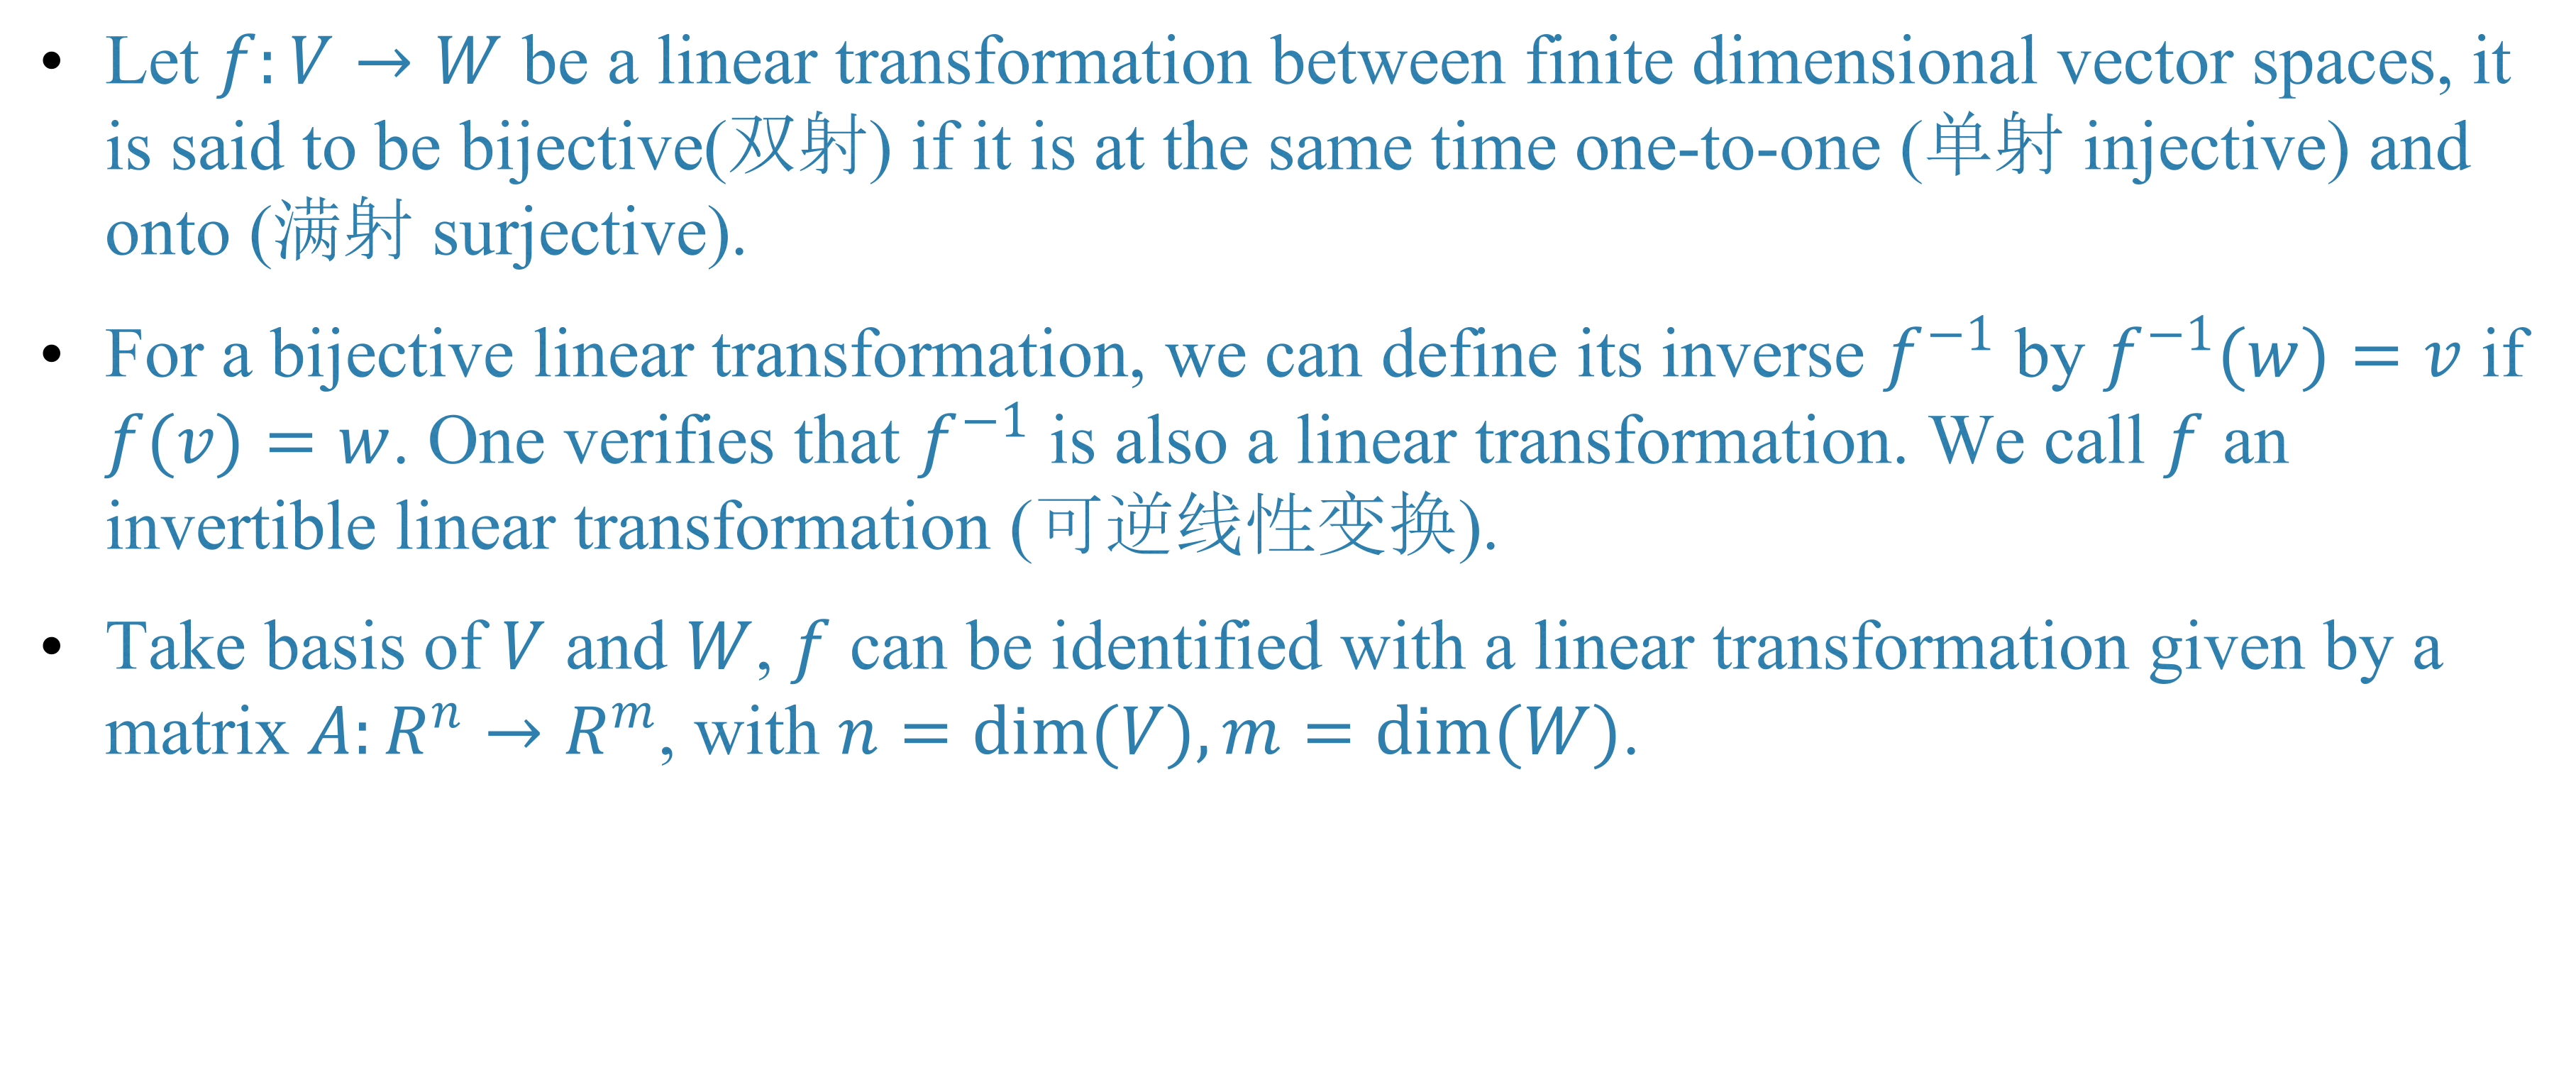 • Let f: V → W be a linear transformation between finite dimensional vector spaces, it
is said to be bijective(双射) if it is at the same time one-to-one (单射 injective) and
onto (满射 surjective).
• For a bijective linear transformation, we can define its inverse f⁻¹ by f⁻¹(w) = v if
f(v) = w. One verifies that f⁻¹ is also a linear transformation. We call f an
invertible linear transformation (可逆线性变换).
• Take basis of V and W, f can be identified with a linear transformation given by a
matrix A: Rⁿ → Rᵐ, with n = dim(V), m = dim(W).